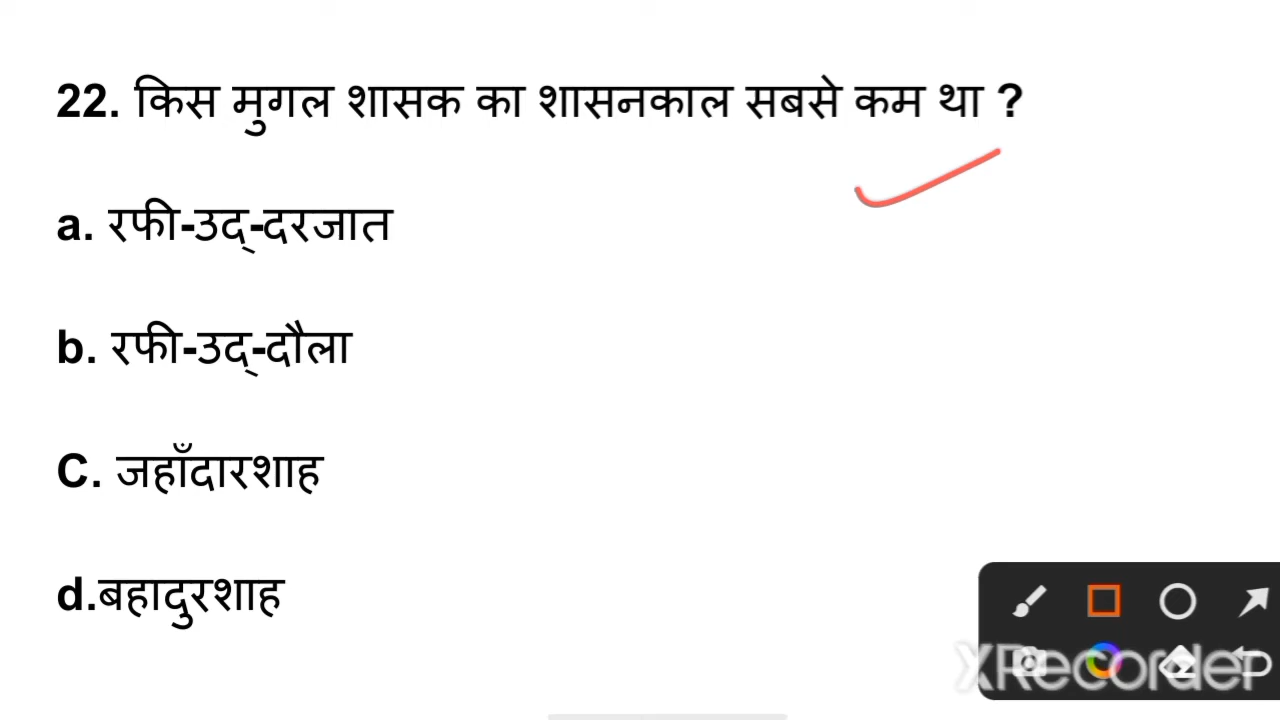 22. किस मुगल शासक का शासनकाल सबसे कम था ?
a. रफी-उद्-दरजात
b. रफी-उद्-दौला
C. जहाँदारशाह
d.बहादुरशाह
XRecorder